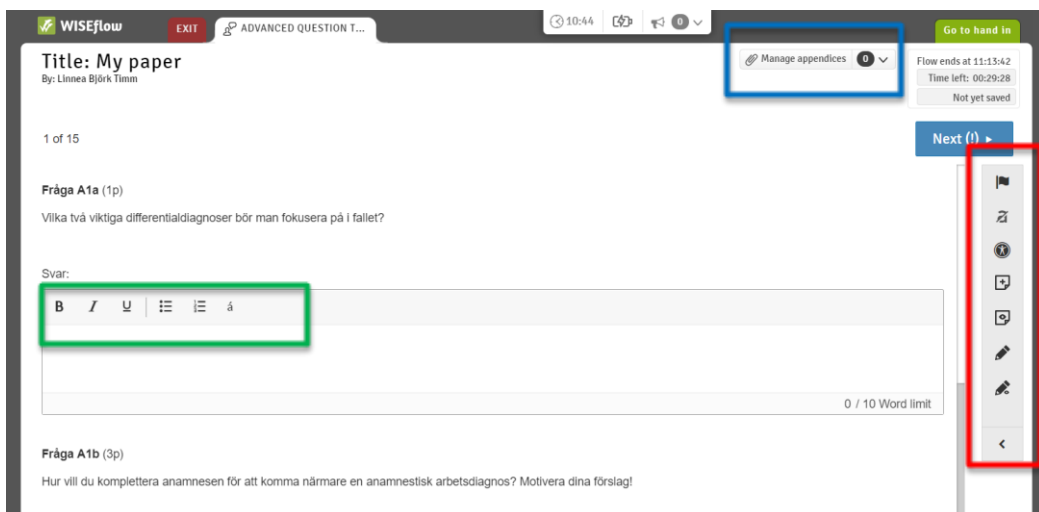 WISEflow
EXIT
ADVANCED QUESTION T...
10:44
0
Go to hand in
Title: My paper
By: Linnea Björk Timm
Manage appendices 0
Flow ends at 11:13:42
Time left: 00:29:28
Not yet saved
1 of 15
Next (!)
Fråga A1a (1p)
Vilka två viktiga differentialdiagnoser bör man fokusera på i fallet?
Svar:
B I U á
0 / 10 Word limit
Fråga A1b (3p)
Hur vill du komplettera anamnesen för att komma närmare en anamnestisk arbetsdiagnos? Motivera dina förslag!